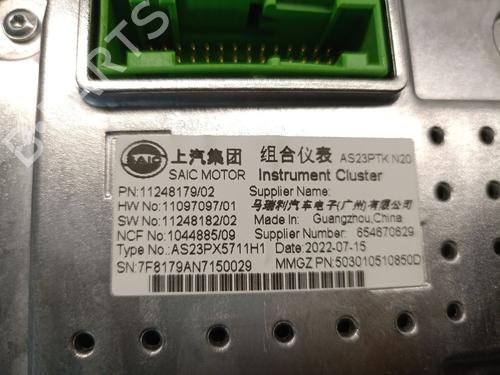 B PARTS
SAIC 上汽集团 组合仪表 AS23PTK N20
SAIC MOTOR Instrument Cluster
PN:11248179/02 Supplier Name:
HW No:11097097/01 马瑞利汽车电子(广州)有限公司
SW No:11248182/02 Made In: Guangzhou,China
NCF No:1044885/09 Supplier Number: 654670629
Type No:AS23PX5711H1 Date:2022-07-15
SN:7F8179AN7150029 MMGZ PN:503010510850D